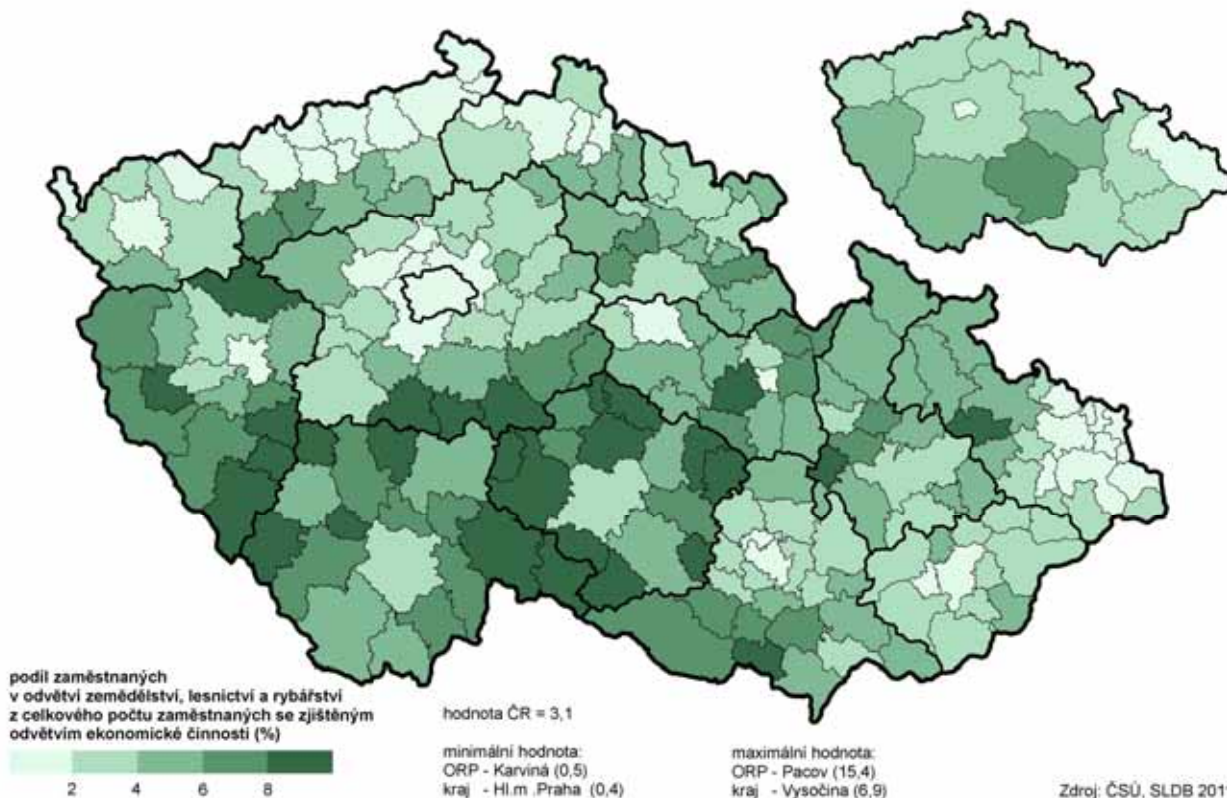 podíl zaměstnaných
v odvětví zemědělství, lesnictví a rybářství
z celkového počtu zaměstnaných se zjištěným
odvětvím ekonomické činnosti (%)
2 4 6 8
hodnota ČR = 3,1
minimální hodnota:
ORP - Karviná (0,5)
kraj - Hl.m .Praha (0,4)
maximální hodnota:
ORP - Pacov (15,4)
kraj - Vysočina (6,9)
Zdroj: ČSÚ, SLDB 201